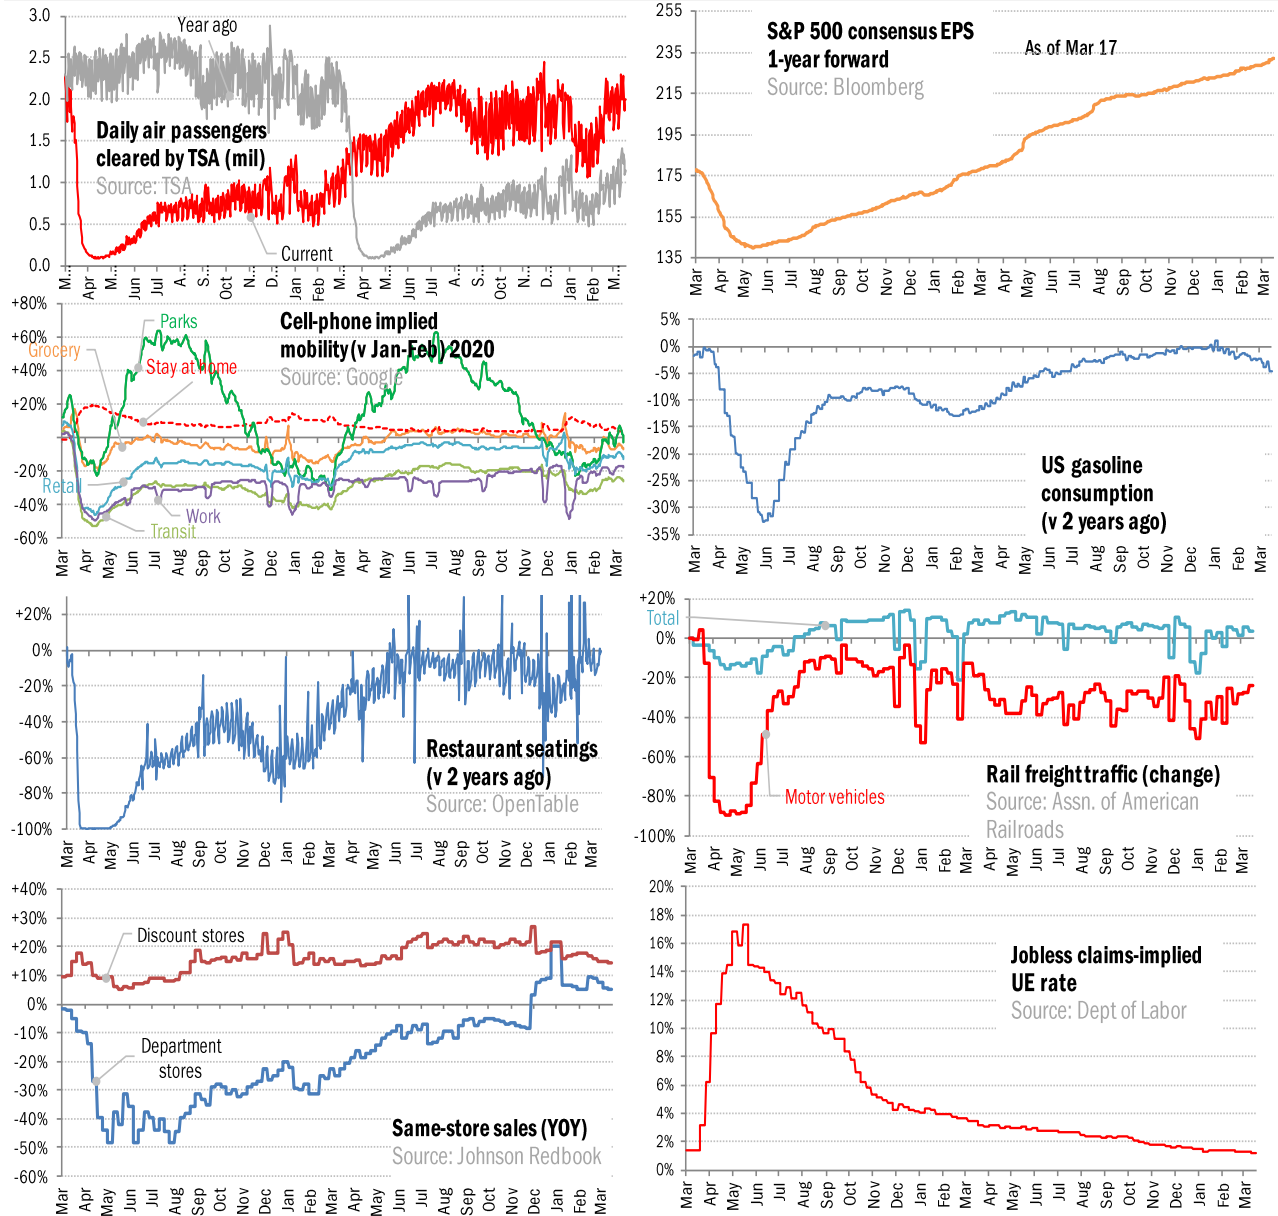 3.0
2.5
2.0
1.5
1.0
0.5
0.0
Year ago
Daily air passengers
cleared by TSA (mil)
Source: TSA
Current
M... Apr M... Jun Jul A... S... Oct N... D... Jan Feb M... Apr M... Jun Jul A... S... Oct N... D... Jan Feb M...
255
235
215
195
175
155
135
S&P 500 consensus EPS
1-year forward
Source: Bloomberg
As of Mar 17
Mar Apr May Jun Jul Aug Sep Oct Nov Dec Jan Feb Mar Apr May Jun Jul Aug Sep Oct Nov Dec Jan Feb Mar
+80%
+60%
+40%
+20%
0%
-20%
-40%
-60%
Parks
Grocery
Stay at home
Retail
Work
Transit
Cell-phone implied
mobility (v Jan-Feb) 2020
Source: Google
Mar Apr May Jun Jul Aug Sep Oct Nov Dec Jan Feb Mar Apr May Jun Jul Aug Sep Oct Nov Dec Jan Feb Mar
5%
0%
-5%
-10%
-15%
-20%
-25%
-30%
-35%
US gasoline
consumption
(v 2 years ago)
Mar Apr May Jun Jul Aug Sep Oct Nov Dec Jan Feb Mar Apr May Jun Jul Aug Sep Oct Nov Dec Jan Feb Mar
+20%
0%
-20%
-40%
-60%
-80%
-100%
Restaurant seatings
(v 2 years ago)
Source: OpenTable
Mar Apr May Jun Jul Aug Sep Oct Nov Dec Jan Feb Mar Apr May Jun Jul Aug Sep Oct Nov Dec Jan Feb Mar
+20%
0%
-20%
-40%
-60%
-80%
-100%
Total
Motor vehicles
Rail freight traffic (change)
Source: Assn. of American
Railroads
Mar Apr May Jun Jul Aug Sep Oct Nov Dec Jan Feb Mar Apr May Jun Jul Aug Sep Oct Nov Dec Jan Feb Mar
+40%
+30%
+20%
+10%
0%
-10%
-20%
-30%
-40%
-50%
-60%
Discount stores
Department
stores
Same-store sales (YOY)
Source: Johnson Redbook
Mar Apr May Jun Jul Aug Sep Oct Nov Dec Jan Feb Mar Apr May Jun Jul Aug Sep Oct Nov Dec Jan Feb Mar
20%
18%
16%
14%
12%
10%
8%
6%
4%
2%
0%
Jobless claims-implied
UE rate
Source: Dept of Labor
Mar Apr May Jun Jul Aug Sep Oct Nov Dec Jan Feb Mar Apr May Jun Jul Aug Sep Oct Nov Dec Jan Feb Mar